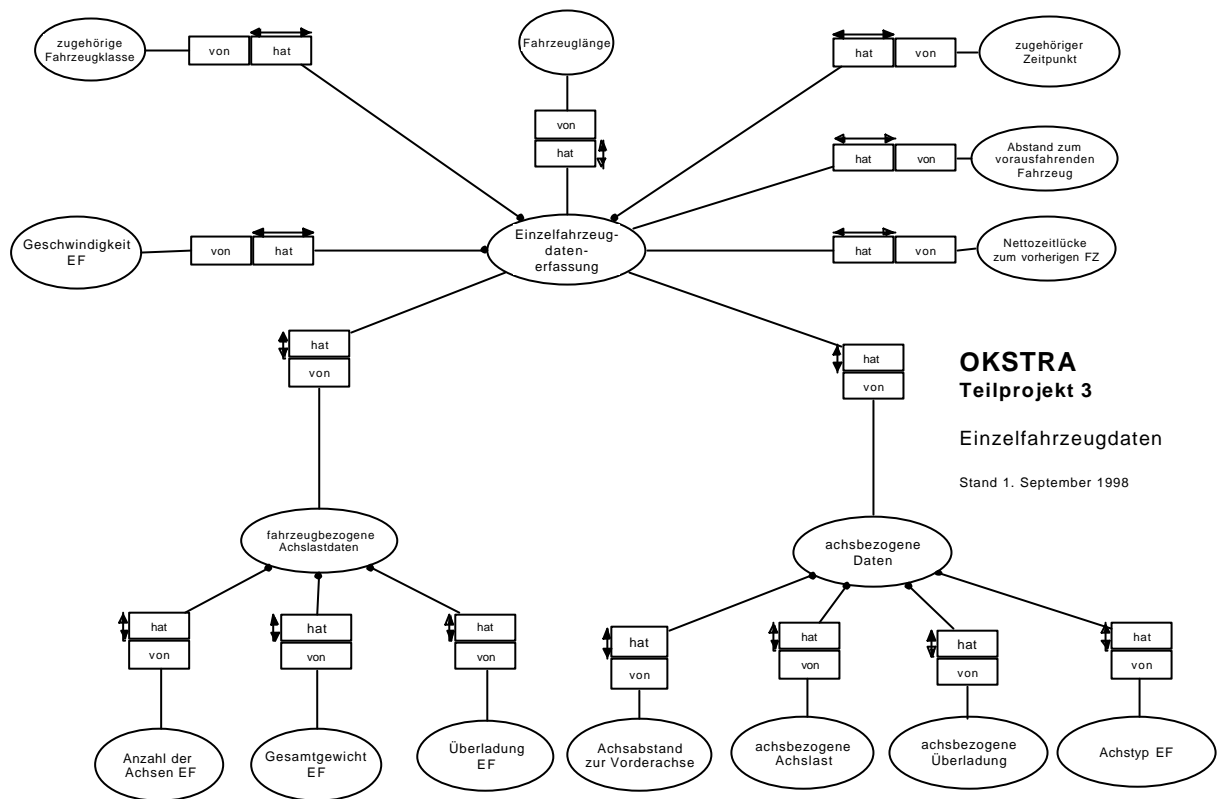 zugehörige
Fahrzeugklasse
von
hat
Fahrzeuglänge
von
hat
hat
von
zugehöriger
Zeitpunkt
hat
von
Abstand zum
vorausfahrenden
Fahrzeug
Geschwindigkeit
EF
von
hat
Einzelfahrzeug-
daten-
erfassung
hat
von
Nettozeitlücke
zum vorherigen FZ
hat
von
hat
von
OKSTRA
Teilprojekt 3
Einzelfahrzeugdaten
Stand 1. September 1998
fahrzeugbezogene
Achslastdaten
achsbezogene
Daten
hat
von
hat
von
hat
von
hat
von
hat
von
hat
von
hat
von
Anzahl der
Achsen EF
Gesamtgewicht
EF
Überladung
EF
Achsabstand
zur Vorderachse
achsbezogene
Achslast
achsbezogene
Überladung
Achstyp EF